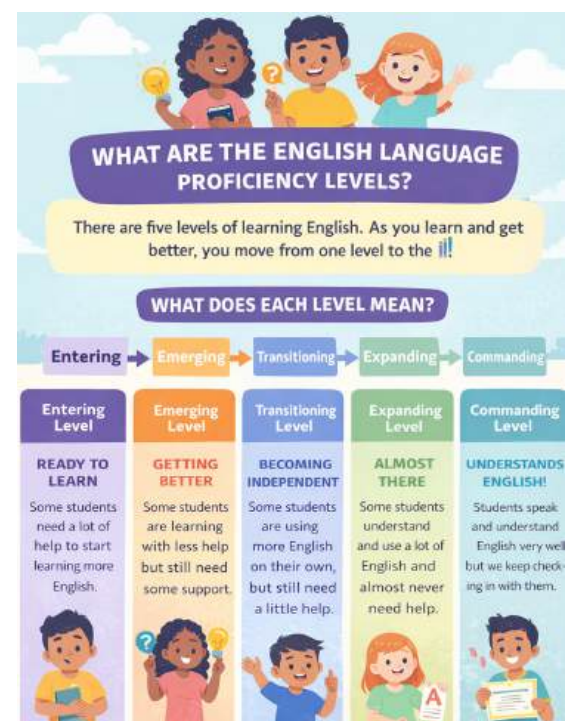 WHAT ARE THE ENGLISH LANGUAGE
PROFICIENCY LEVELS?
There are five levels of learning English. As you learn and get
better, you move from one level to the
WHAT DOES EACH LEVEL MEAN?
Entering
Emerging
Transitioning
Expanding
Commanding
Entering
Level
READY TO
LEARN
Some students
need a lot of
help to start
learning more
English.
Emerging
Level
GETTING
BETTER
Some students
are learning
with less help
but still need
some support.
Transitioning
Level
BECOMING
INDEPENDENT
Some students
are using
more English
on their own,
but still need
a little help.
Expanding
Level
ALMOST
THERE
Some students
understand
and use a lot of
English and
almost never
need help.
Commanding
Level
UNDERSTANDS
ENGLISH!
Students speak
and understand
English very well
but we keep check-
ing in with them.
?
?
A